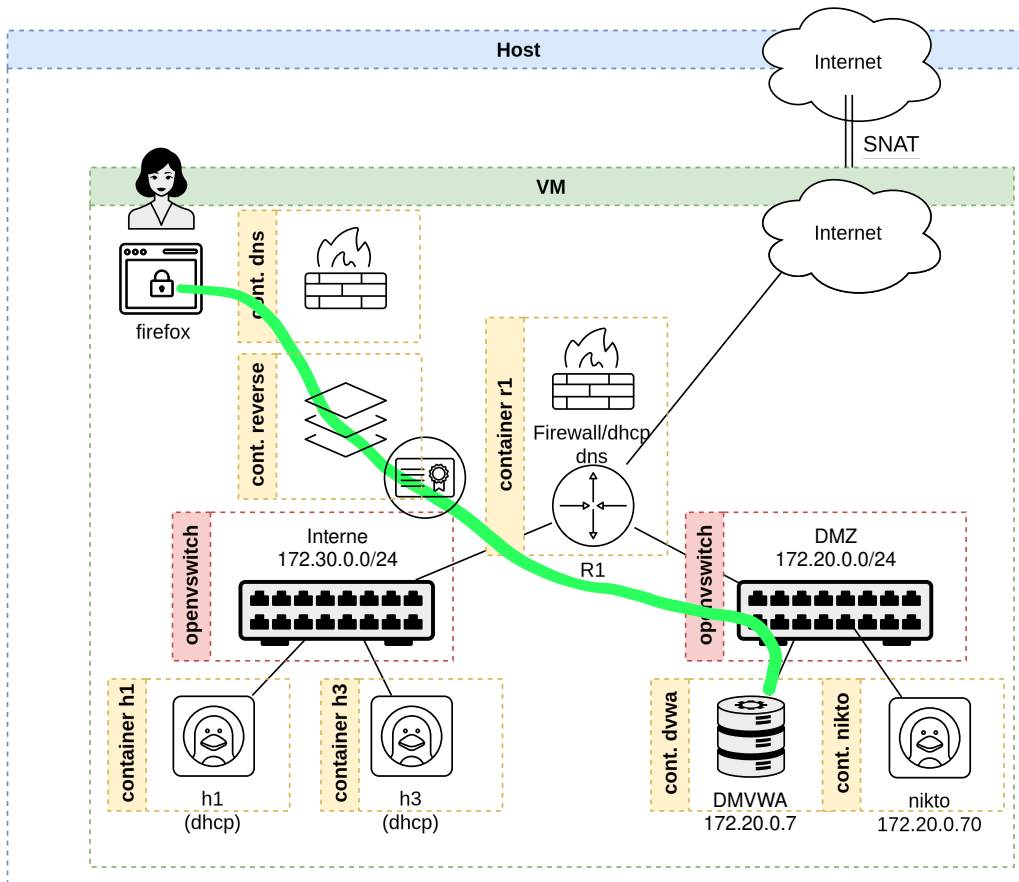 Host
Internet
SNAT
VM
Internet
cont. dns
firefox
cont. reverse
container r1
Firewall/dhcp
dns
R1
openvswitch
Interne
172.30.0.0/24
openvswitch
DMZ
172.20.0.0/24
container h1
h1
(dhcp)
container h3
h3
(dhcp)
cont. dvwa
DMVWA
172.20.0.7
cont. nikto
nikto
172.20.0.70